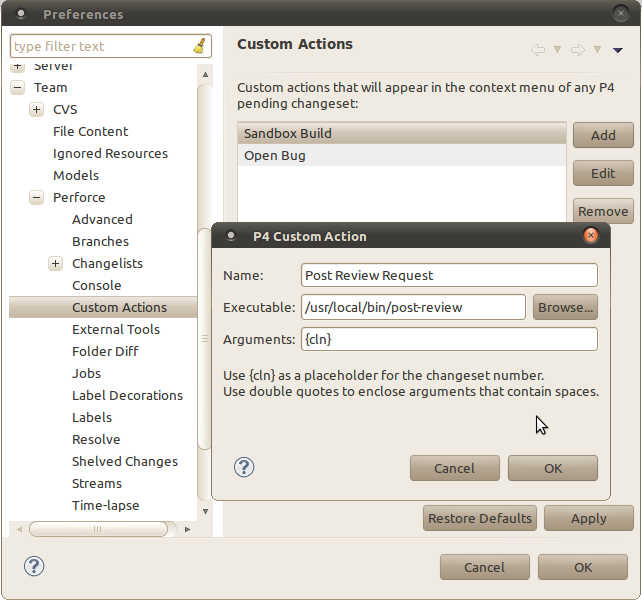 Preferences
type filter text
Server
Team
CVS
File Content
Ignored Resources
Models
Perforce
Advanced
Branches
Changelists
Console
Custom Actions
External Tools
Folder Diff
Jobs
Label Decorations
Labels
Resolve
Shelved Changes
Streams
Time-lapse
Custom Actions
Custom actions that will appear in the context menu of any P4
pending changeset:
Sandbox Build
Open Bug
Add
Edit
Remove
P4 Custom Action
Name: Post Review Request
Executable: /usr/local/bin/post-review Browse...
Arguments: {cln}
Use {cln} as a placeholder for the changeset number.
Use double quotes to enclose arguments that contain spaces.
Cancel OK
Restore Defaults Apply
Cancel OK